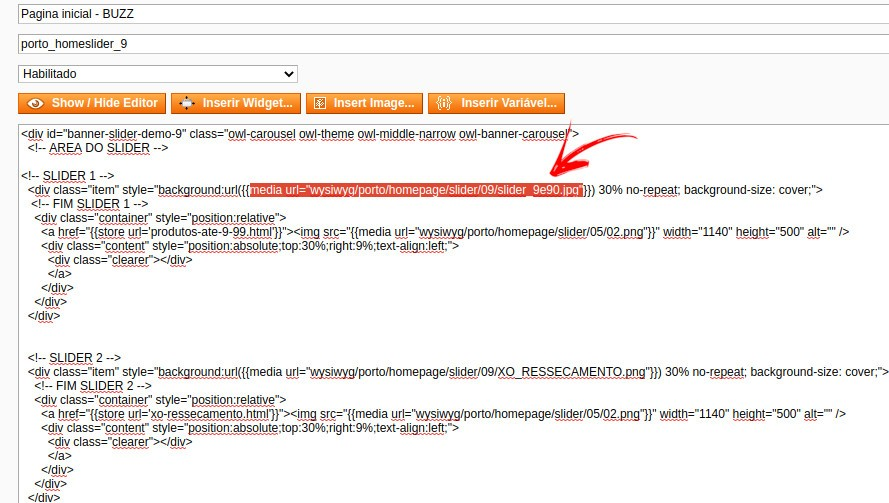 Pagina inicial - BUZZ
porto_homeslider_9
Habilitado
Show / Hide Editor Inserir Widget... Insert Image... Inserir Variável...
<div id="banner-slider-demo-9" class="owl-carousel owl-theme owl-middle-narrow owl-banner-carousel">
<!-- AREA DO SLIDER -->
<!-- SLIDER 1 -->
<div class="item" style="background:url({{media url="wysiwyg/porto/homepage/slider/09/slider_9e90.jpg"}}) 30% no-repeat; background-size: cover;">
<!-- FIM SLIDER 1 -->
<div class="container" style="position:relative">
<a href="{{store url='produtos-ate-9-99.html'}}"><img src="{{media url="wysiwyg/porto/homepage/slider/05/02.png"}}" width="1140" height="500" alt="" />
<div class="content" style="position:absolute;top:30%;right:9%;text-align:left;">
<div class="clearer"></div>
</a>
</div>
</div>
</div>
<!-- SLIDER 2 -->
<div class="item" style="background:url({{media url="wysiwyg/porto/homepage/slider/09/XO_RESSECAMENTO.png"}}) 30% no-repeat; background-size: cover;">
<!-- FIM SLIDER 2 -->
<div class="container" style="position:relative">
<a href="{{store url='xo-ressecamento.html'}}"><img src="{{media url="wysiwyg/porto/homepage/slider/05/02.png"}}" width="1140" height="500" alt="" />
<div class="content" style="position:absolute;top:30%;right:9%;text-align:left;">
<div class="clearer"></div>
</a>
</div>
</div>
</div>